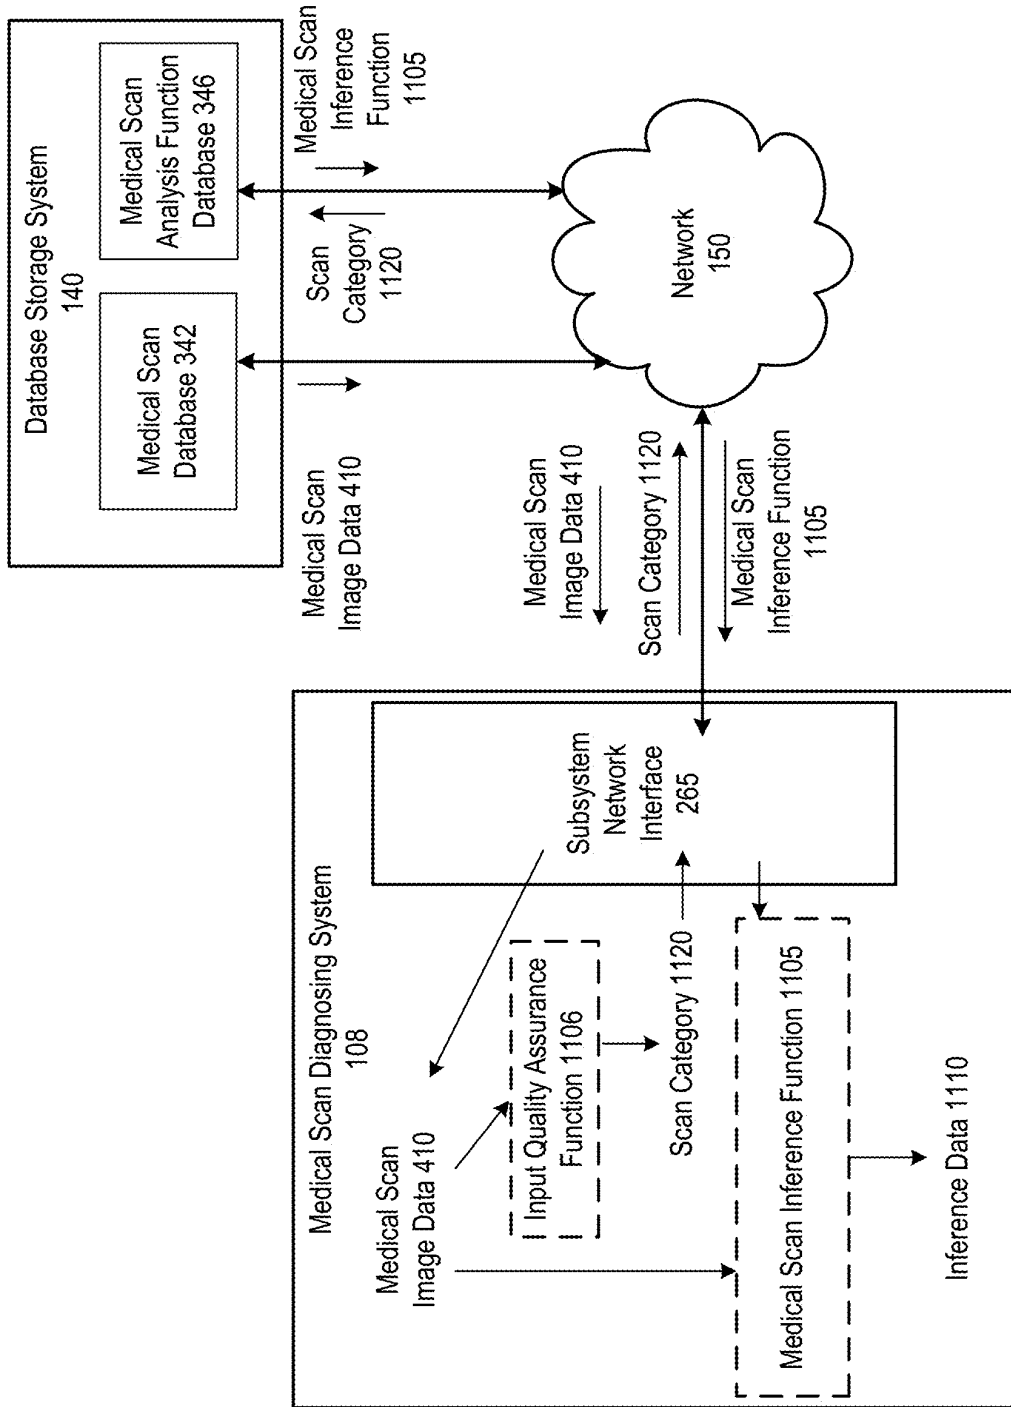 Database Storage System
140
Medical Scan
Database 342
Medical Scan
Analysis Function
Database 346
Medical Scan
Image Data 410
Scan
Category
1120
Medical Scan
Inference
Function
1105
Network
150
Medical Scan
Image Data 410
Scan Category 1120
Medical Scan
Inference Function
1105
Medical Scan Diagnosing System
108
Subsystem
Network
Interface
265
Medical Scan
Image Data 410
Input Quality Assurance
Function 1106
Scan Category 1120
Medical Scan Inference Function 1105
Inference Data 1110